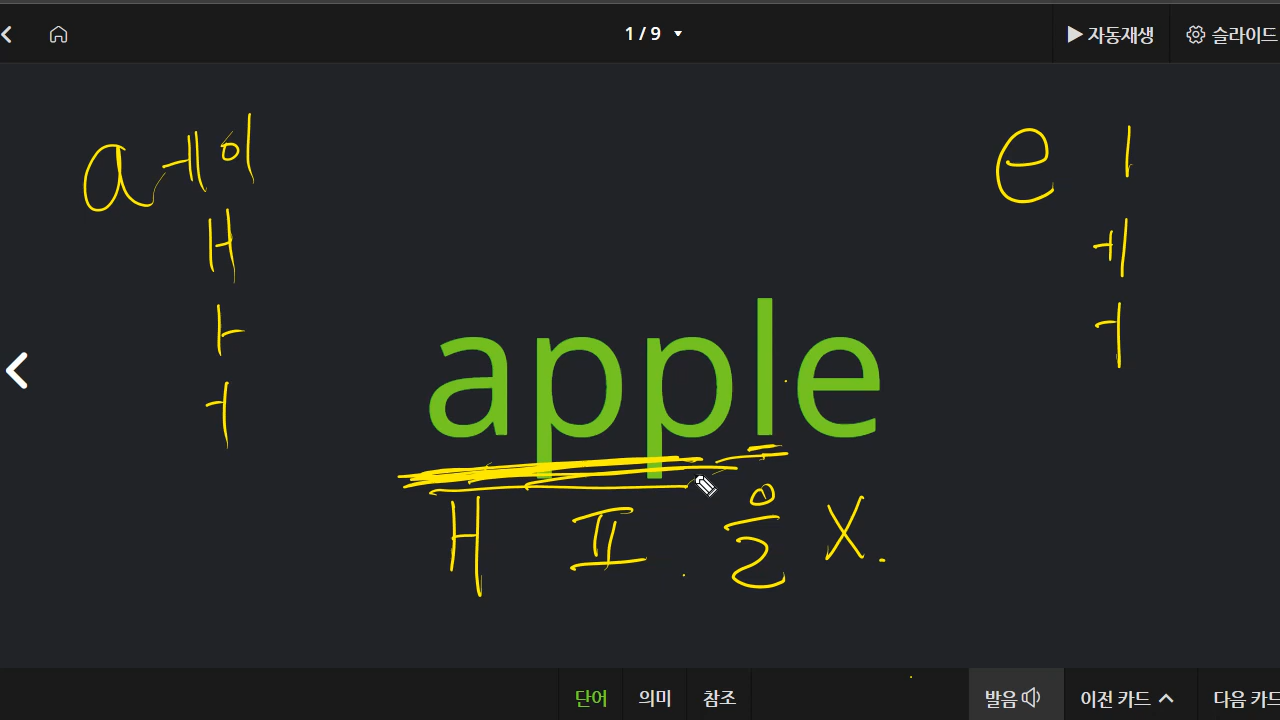 1 / 9
자동재생
슬라이드
a ㅔ이
ㅐ
ㅏ
ㅓ
e ㅣ
ㅔ
ㅓ
apple
ㅐ ㅍ 을 X.
단어 의미 참조 발음 이전 카드 다음 카드